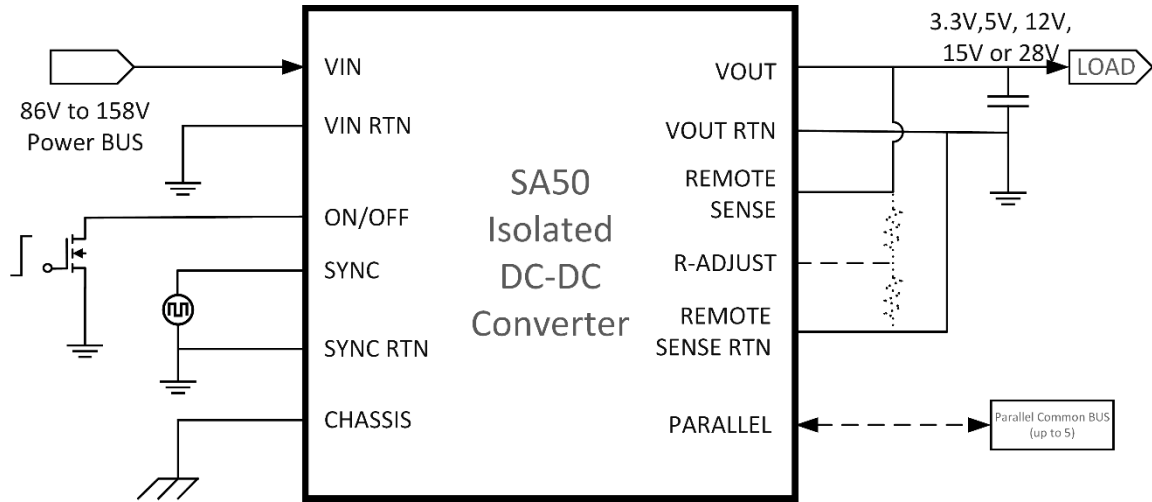 86V to 158V
Power BUS
VIN
VIN RTN
ON/OFF
SYNC
SYNC RTN
CHASSIS
SA50
Isolated
DC-DC
Converter
VOUT
VOUT RTN
REMOTE
SENSE
R-ADJUST
REMOTE
SENSE RTN
PARALLEL
3.3V,5V, 12V,
15V or 28V
LOAD
Parallel Common BUS
(up to 5)